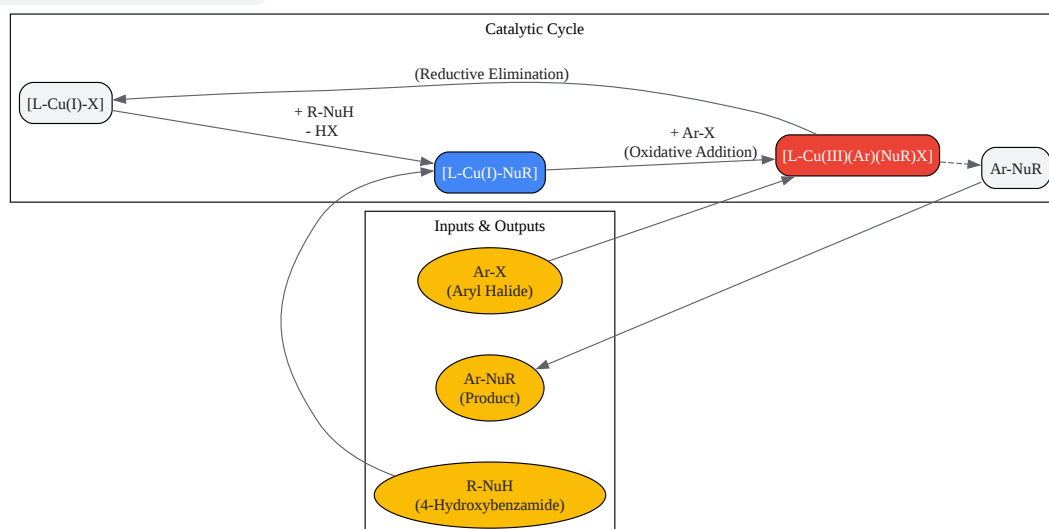 Catalytic Cycle
(Reductive Elimination)
[L-Cu(I)-X]
+ R-NuH
- HX
+ Ar-X
(Oxidative Addition)
[L-Cu(III)(Ar)(NuR)X]
[L-Cu(I)-NuR]
Ar-NuR
Inputs & Outputs
Ar-X
(Aryl Halide)
Ar-NuR
(Product)
R-NuH
(4-Hydroxybenzamide)